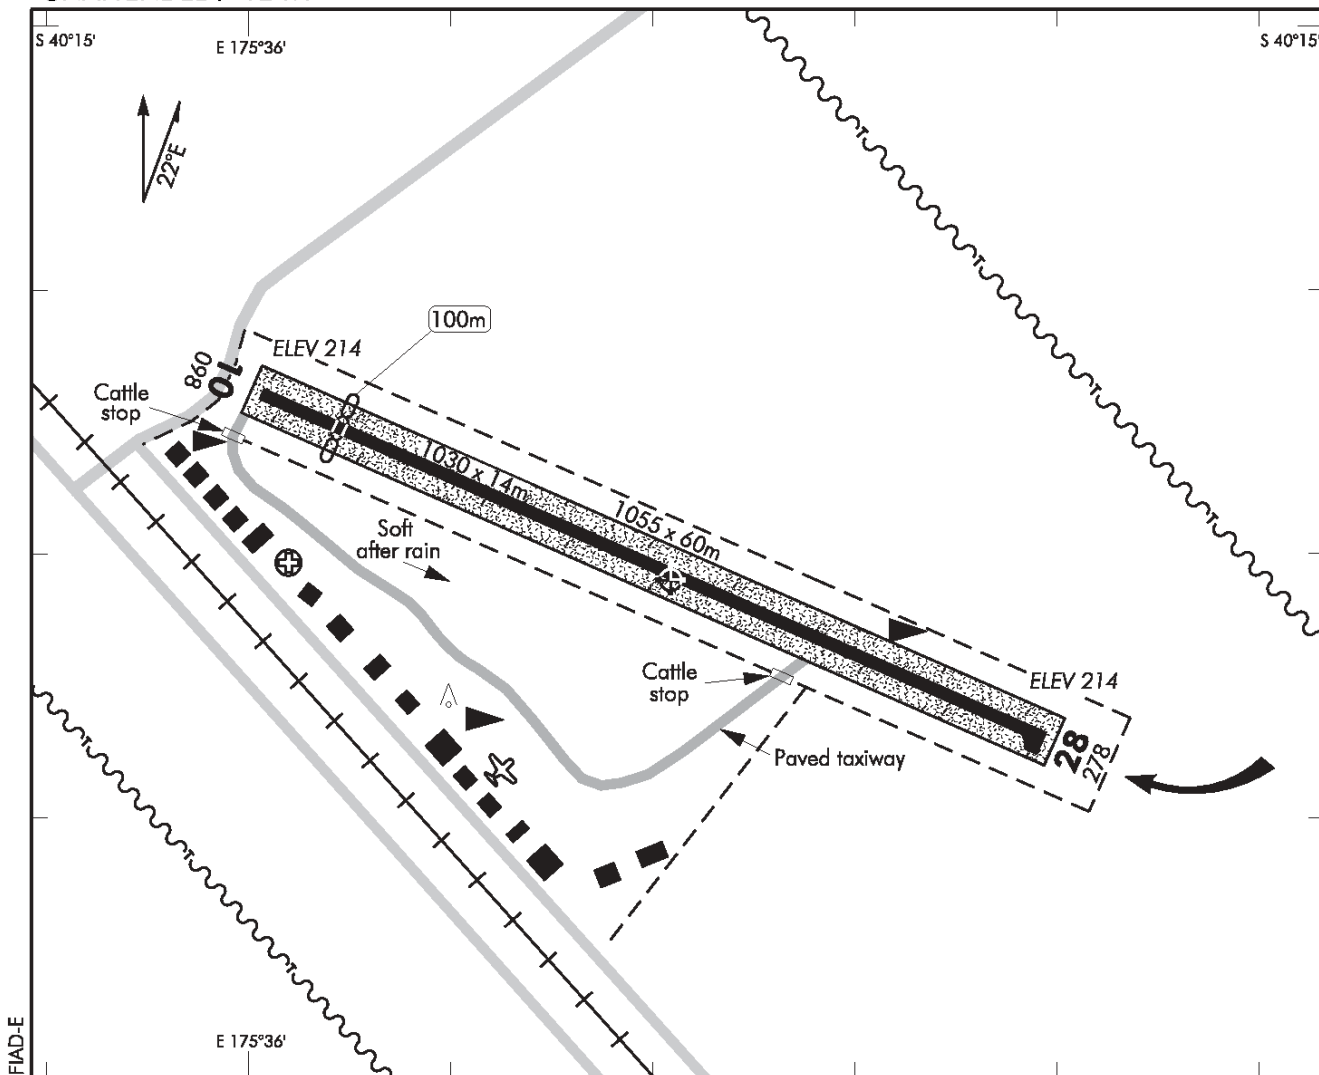 S 40°15'
E 175°36'
S 40°15'
22°E
100m
ELEV 214
098
10
Cattle
stop
1030 x 14m
1055 x 60m
Soft
after rain
Cattle
stop
ELEV 214
28
278
Paved taxiway
E 175°36'
FIAD-E